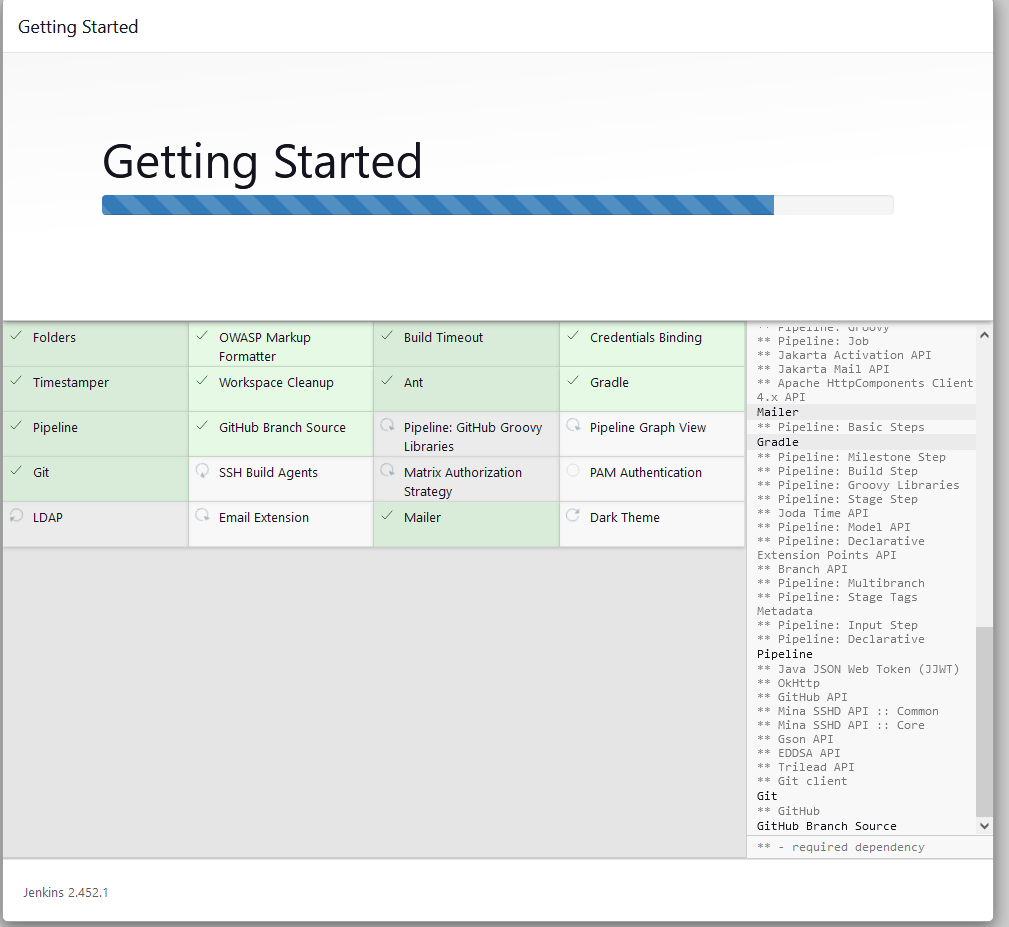 Getting Started
Getting Started
Folders
OWASP Markup
Formatter
Build Timeout
Credentials Binding
Timestamper
Workspace Cleanup
Ant
Gradle
Pipeline
GitHub Branch Source
Pipeline: GitHub Groovy
Libraries
Pipeline Graph View
Git
SSH Build Agents
Matrix Authorization
Strategy
PAM Authentication
LDAP
Email Extension
Mailer
Dark Theme
** Pipeline: Groovy
** Pipeline: Job
** Jakarta Activation API
** Jakarta Mail API
** Apache HttpComponents Client
4.x API
Mailer
** Pipeline: Basic Steps
Gradle
** Pipeline: Milestone Step
** Pipeline: Build Step
** Pipeline: Groovy Libraries
** Pipeline: Stage Step
** Joda Time API
** Pipeline: Model API
** Pipeline: Declarative
Extension Points API
** Branch API
** Pipeline: Multibranch
** Pipeline: Stage Tags
Metadata
** Pipeline: Input Step
** Pipeline: Declarative
Pipeline
** Java JSON Web Token (JJWT)
** OkHttp
** GitHub API
** Mina SSHD API :: Common
** Mina SSHD API :: Core
** Gson API
** EDDSA API
** Trilead API
** Git client
Git
** GitHub
GitHub Branch Source
** - required dependency
Jenkins 2.452.1